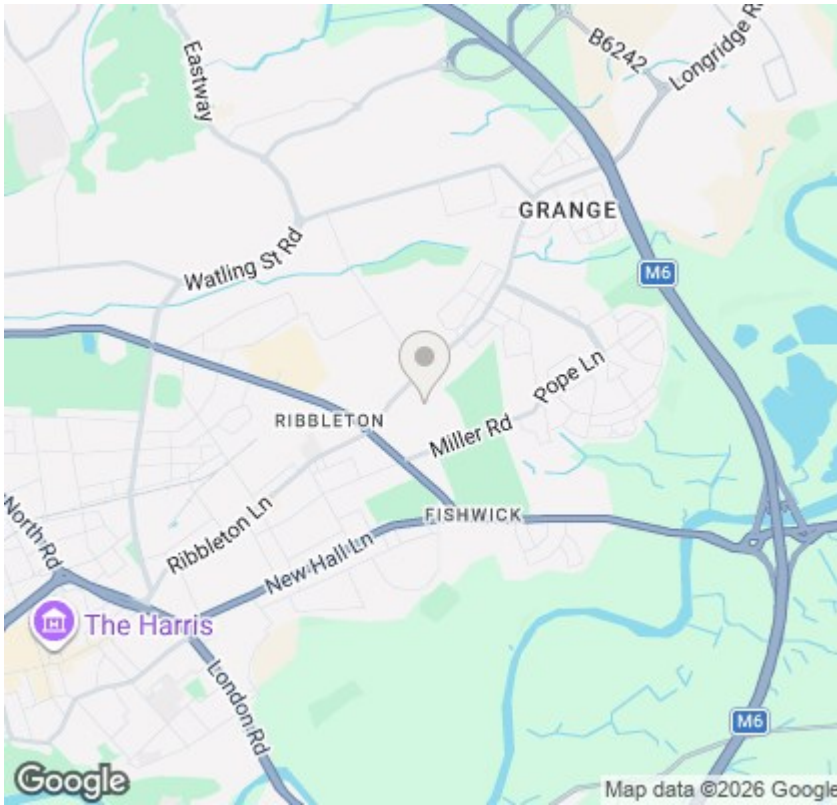 B6242
Longridge R
Eastway
GRANGE
Watling St Rd
M6
Pope Ln
RIBBLETON
Miller Rd
North Rd
Ribbleton Ln
FISHWICK
New Hall Ln
The Harris
London Rd
M6
Google
Map data ©2026 Google